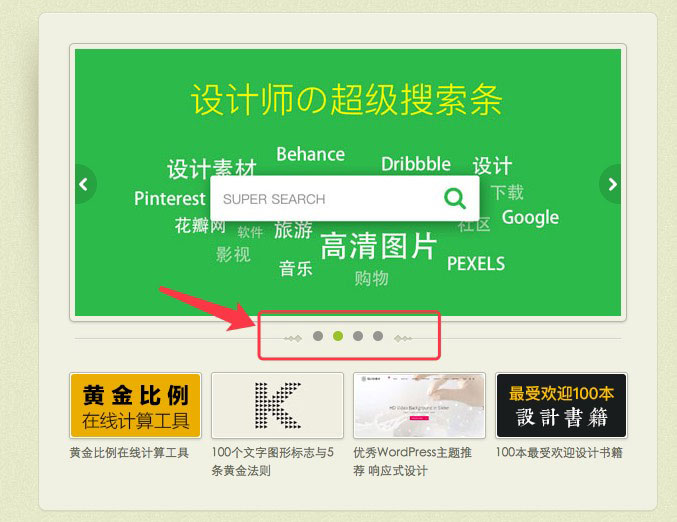 设计师の超级搜索条
Behance
设计素材
Dribbble
设计
Pinterest
SUPER SEARCH
下载
花瓣网
软件
旅游
社区
Google
影视
高清图片
音乐
购物
PEXELS
黄金比例
在线计算工具
K
HD Video Background in Slider
最受欢迎100本
設計書籍
黄金比例在线计算工具
100个文字图形标志与5
条黄金法则
优秀WordPress主题推
荐 响应式设计
100本最受欢迎设计书籍